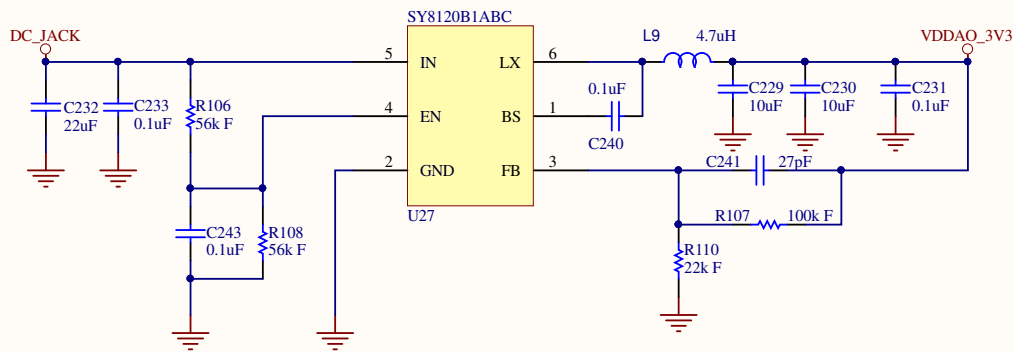 SY8120B1ABC
DC_JACK
L9 4.7uH
VDDAO_3V3
5 IN LX 6
C232
22uF
C233
0.1uF
R106
56k F
4 EN BS 1
0.1uF
C240
C229
10uF
C230
10uF
C231
0.1uF
2 GND FB 3
C241 27pF
U27
R107 100k F
C243
0.1uF
R108
56k F
R110
22k F